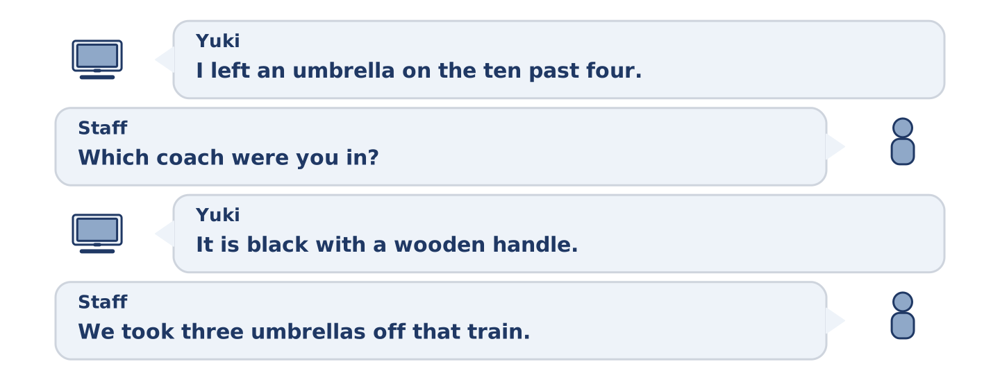 Yuki
I left an umbrella on the ten past four.
Staff
Which coach were you in?
Yuki
It is black with a wooden handle.
Staff
We took three umbrellas off that train.